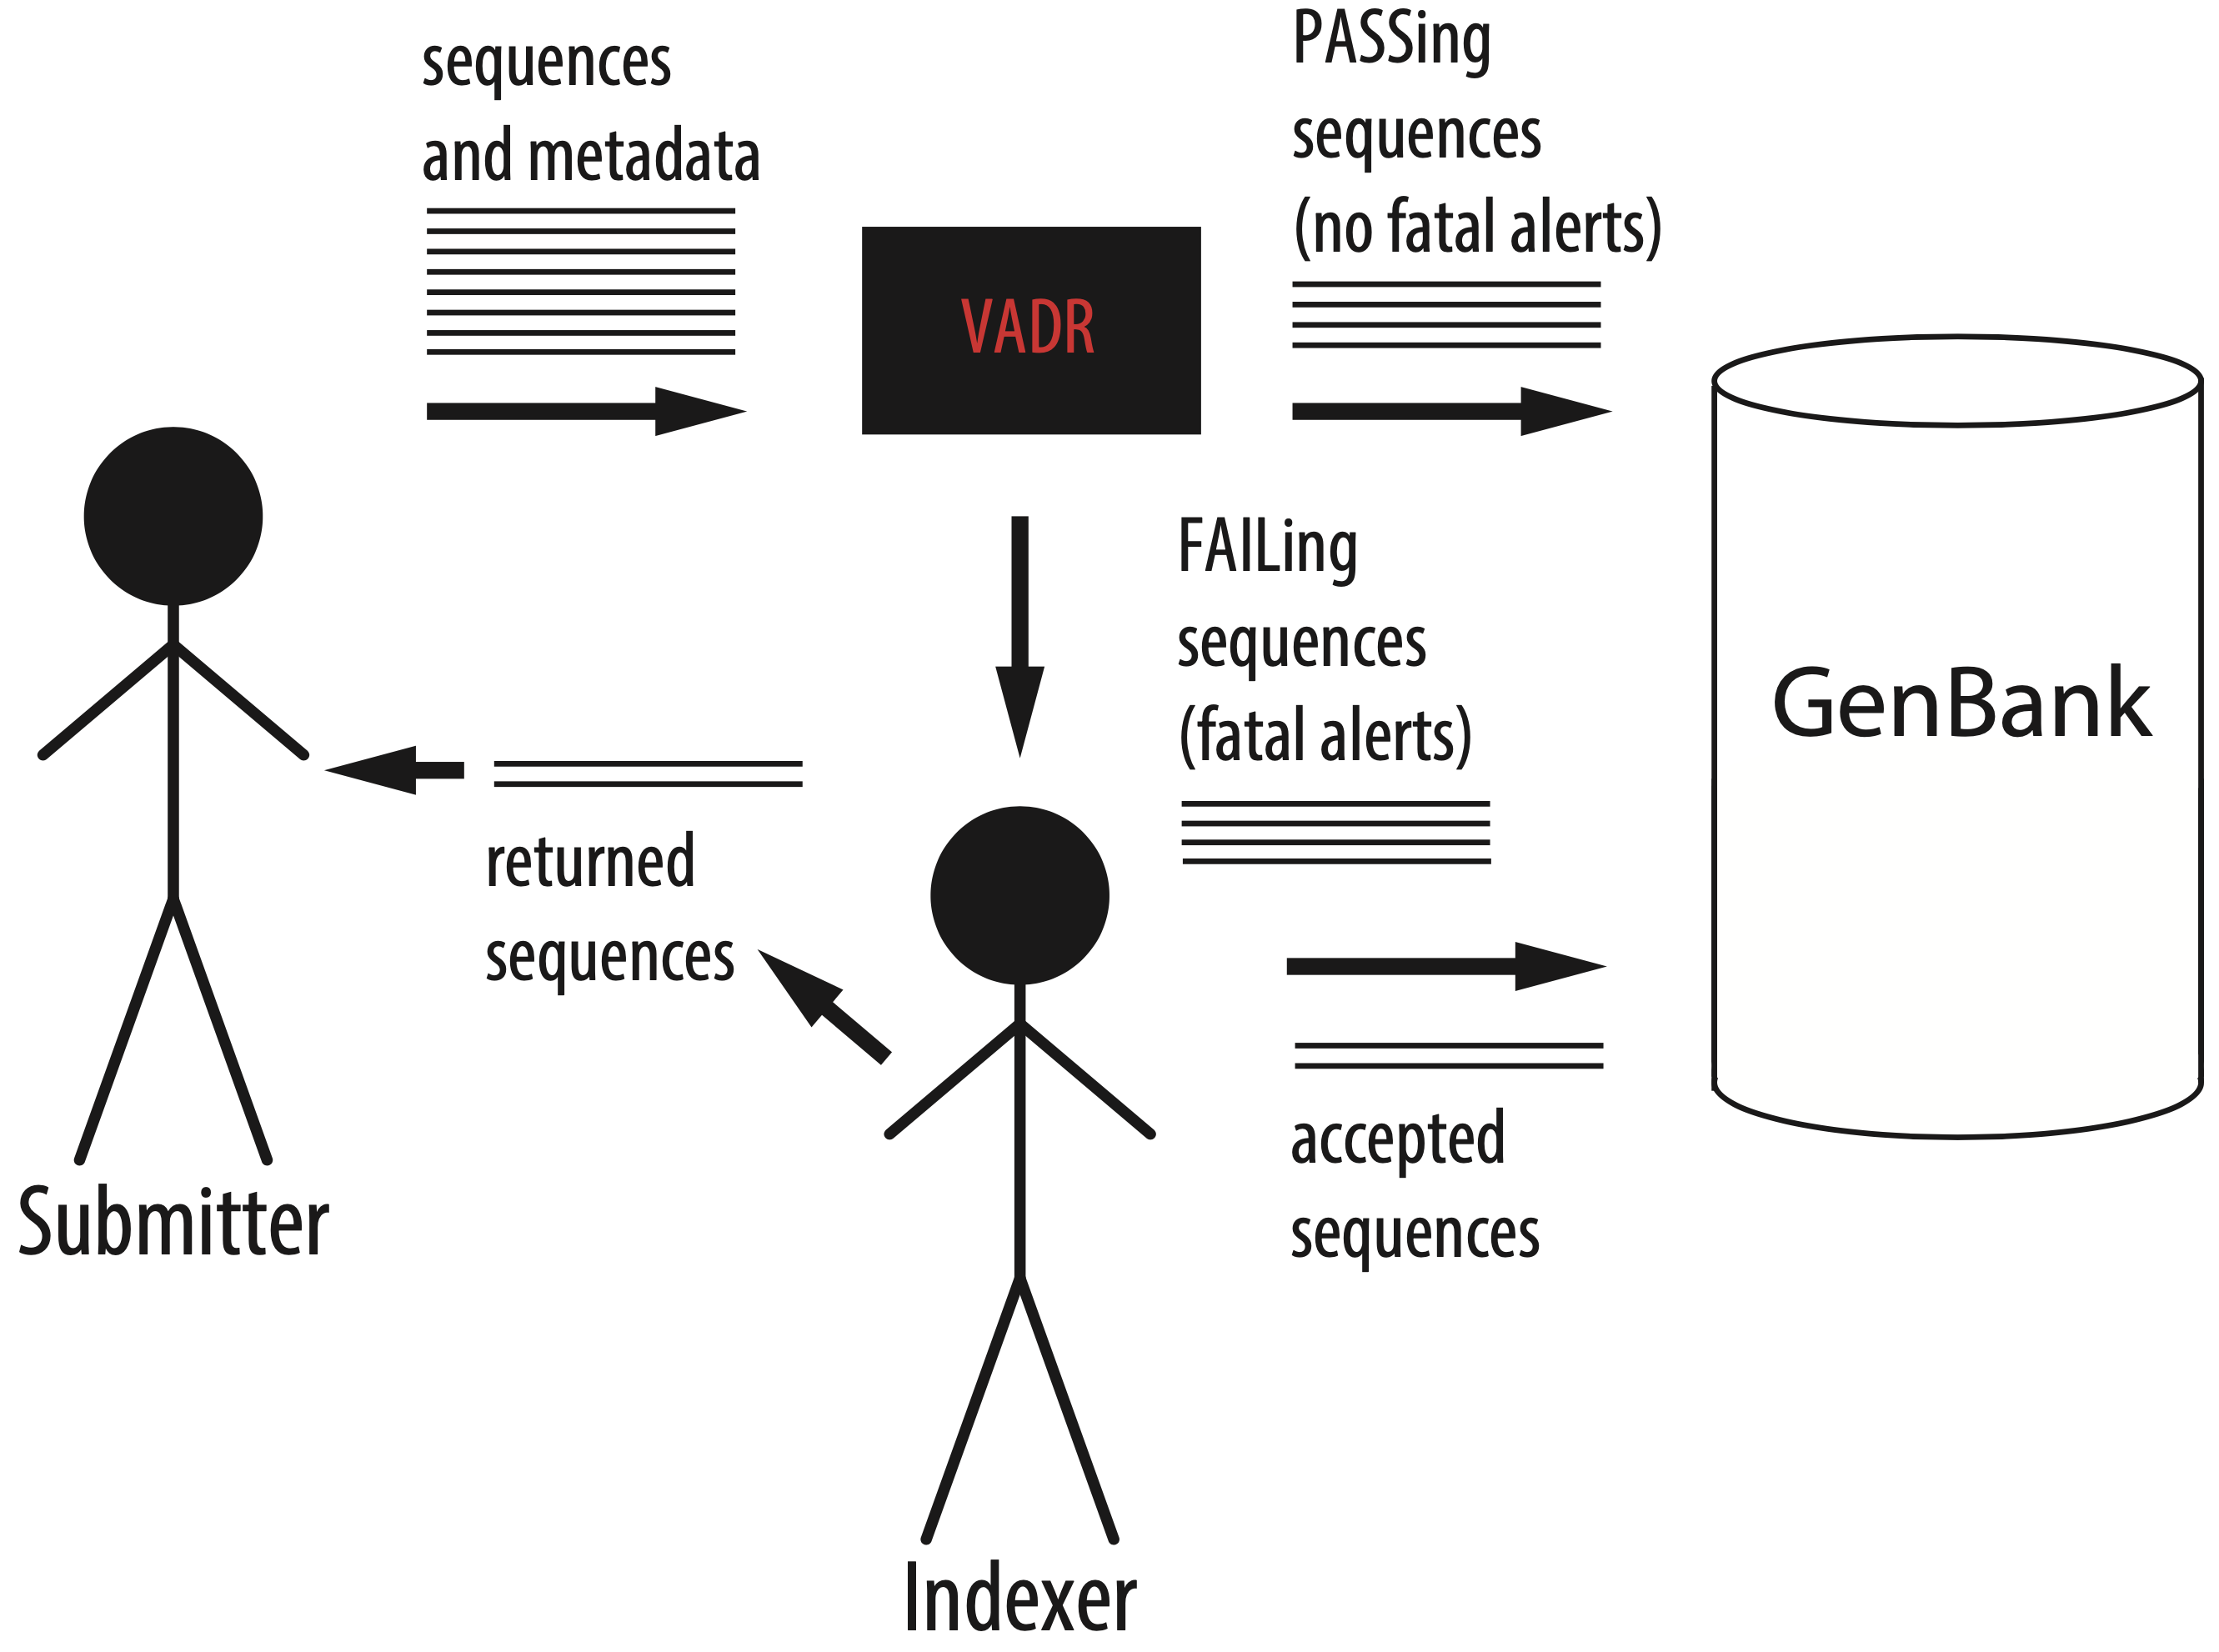 sequences
and metadata
PASSing
sequences
(no fatal alerts)
VADR
FAILing
sequences
(fatal alerts)
GenBank
returned
sequences
accepted
sequences
Submitter
Indexer